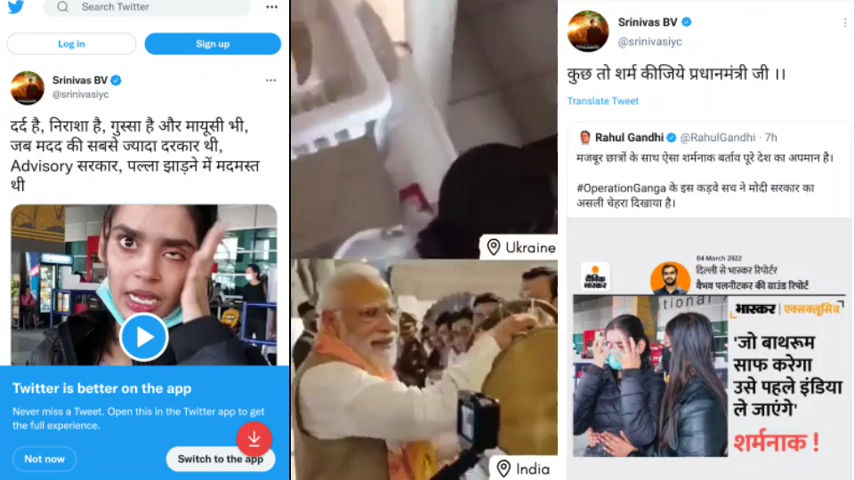 Search Twitter
Log in
Sign up
Srinivas BV
@srinivasiyc
दर्द है, निराशा है, गुस्सा है और मायूसी भी,
जब मदद की सबसे ज्यादा दरकार थी,
Advisory सरकार, पल्ला झाड़ने में मदमस्त
थी
Twitter is better on the app
Never miss a Tweet. Open this in the Twitter app to get
the full experience.
Not now
Switch to the app
Ukraine
India
Srinivas BV
@srinivasiyc
कुछ तो शर्म कीजिये प्रधानमंत्री जी ।।
Translate Tweet
Rahul Gandhi @RahulGandhi · 7h
मजबूर छात्रों के साथ ऐसा शर्मनाक बर्ताव पूरे देश का अपमान है।
#OperationGanga के इस कड़वे सच ने मोदी सरकार का
असली चेहरा दिखाया है।
दैनिक
भास्कर
04 March 2022
दिल्ली से भास्कर रिपोर्टर
वैभव पलनीटकर की ग्राउंड रिपोर्ट
भास्कर एक्सक्लूसिव
'जो बाथरूम
साफ करेगा
उसे पहले इंडिया
ले जाएंगे'
शर्मनाक !